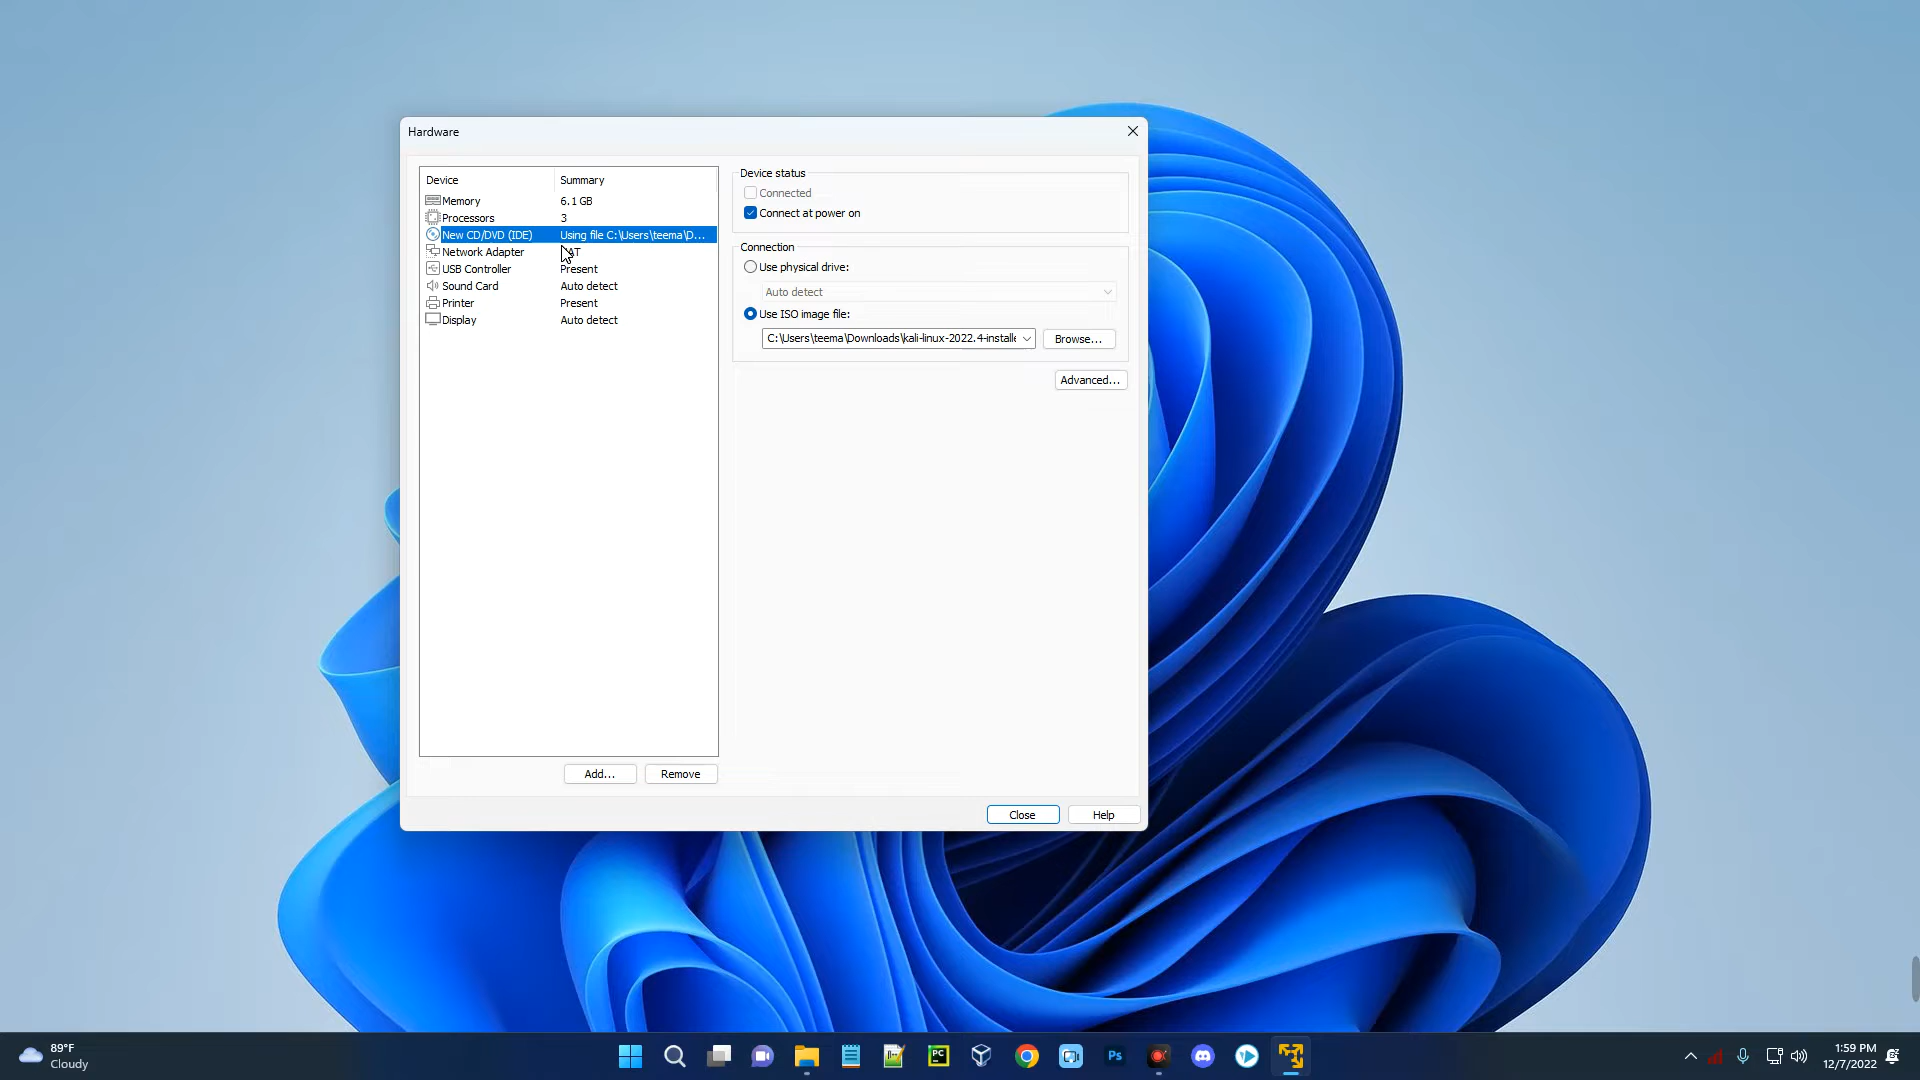 Hardware
Device Summary
Memory 6.1 GB
Processors 3
New CD/DVD (IDE) Using file C:\Users\teema\D...
Network Adapter
USB Controller Present
Sound Card Auto detect
Printer Present
Display Auto detect
Add... Remove
Device status
Connected
Connect at power on
Connection
Use physical drive:
Auto detect
Use ISO image file:
C:\Users\teema\Downloads\kali-linux-2022.4-installe
Browse...
Advanced...
Close Help
89°F
Cloudy
PC
Ps
1:59 PM
12/7/2022